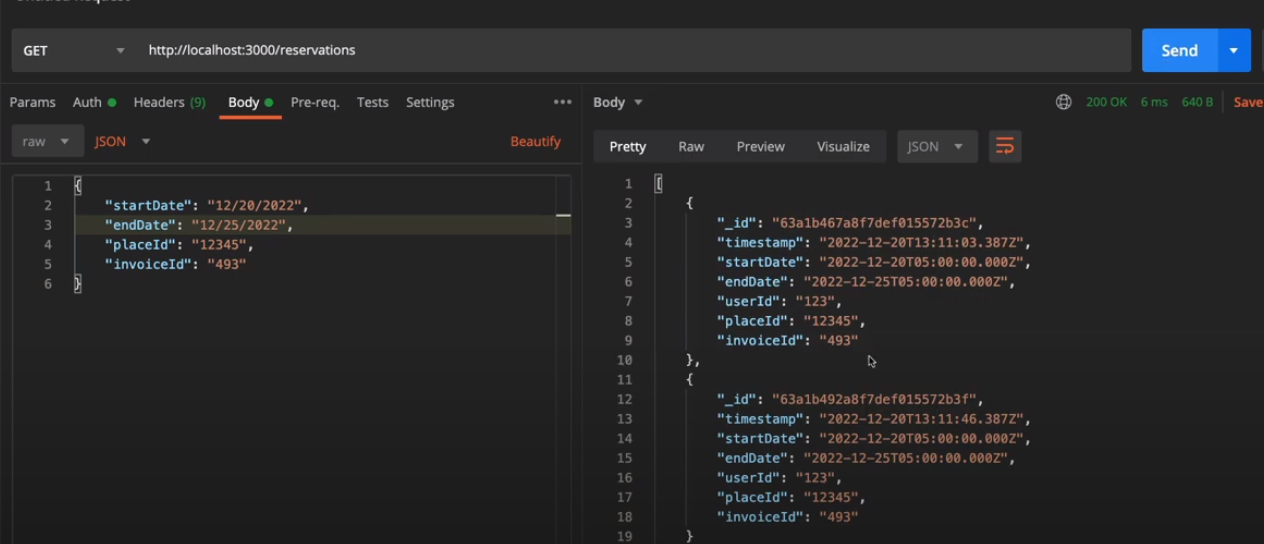 Untitled Request
GET http://localhost:3000/reservations Send
Params Auth Headers (9) Body Pre-req. Tests Settings ••• Body 200 OK 6 ms 640 B Save
raw JSON Beautify
Pretty Raw Preview Visualize JSON
1 {
2 "startDate": "12/20/2022",
3 "endDate": "12/25/2022",
4 "placeId": "12345",
5 "invoiceId": "493"
6 }
1 [
2 {
3 "_id": "63a1b467a8f7def015572b3c",
4 "timestamp": "2022-12-20T13:11:03.387Z",
5 "startDate": "2022-12-20T05:00:00.000Z",
6 "endDate": "2022-12-25T05:00:00.000Z",
7 "userId": "123",
8 "placeId": "12345",
9 "invoiceId": "493"
10 },
11 {
12 "_id": "63a1b492a8f7def015572b3f",
13 "timestamp": "2022-12-20T13:11:46.387Z",
14 "startDate": "2022-12-20T05:00:00.000Z",
15 "endDate": "2022-12-25T05:00:00.000Z",
16 "userId": "123",
17 "placeId": "12345",
18 "invoiceId": "493"
19 }